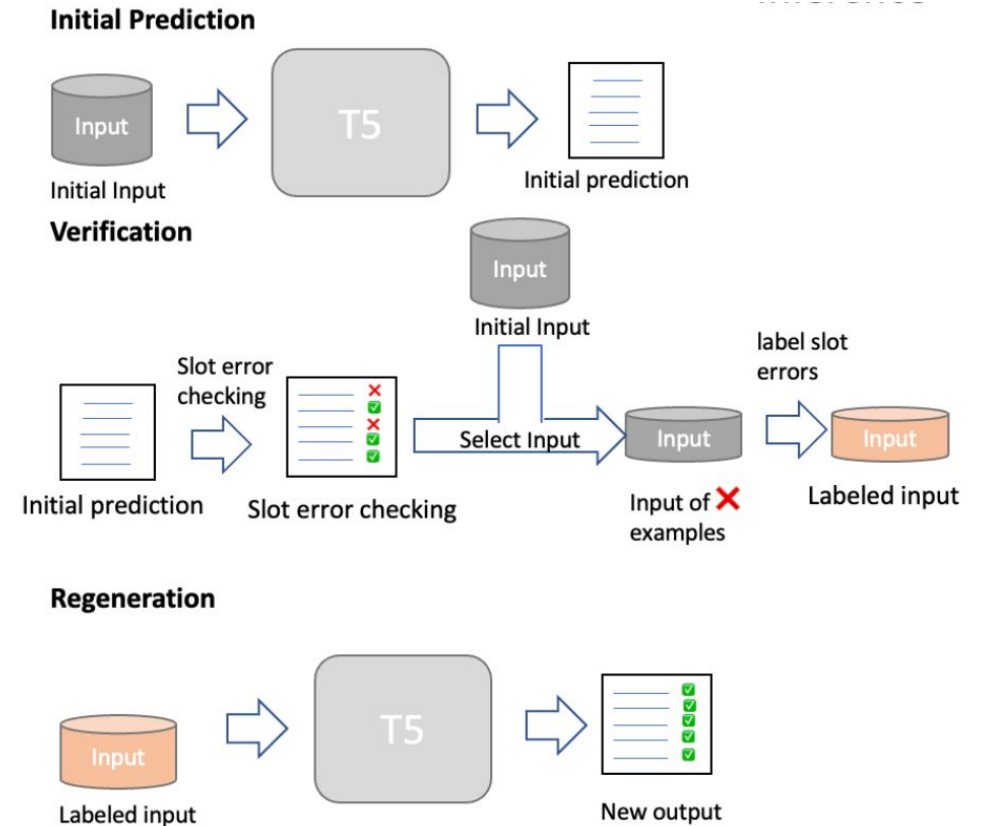 Initial Prediction
Input
T5
Initial Input
Initial prediction
Verification
Input
Initial Input
label slot
errors
Slot error
checking
Select Input
Input
Input
Initial prediction
Slot error checking
Input of ❌
examples
Labeled input
Regeneration
Input
T5
Labeled input
New output